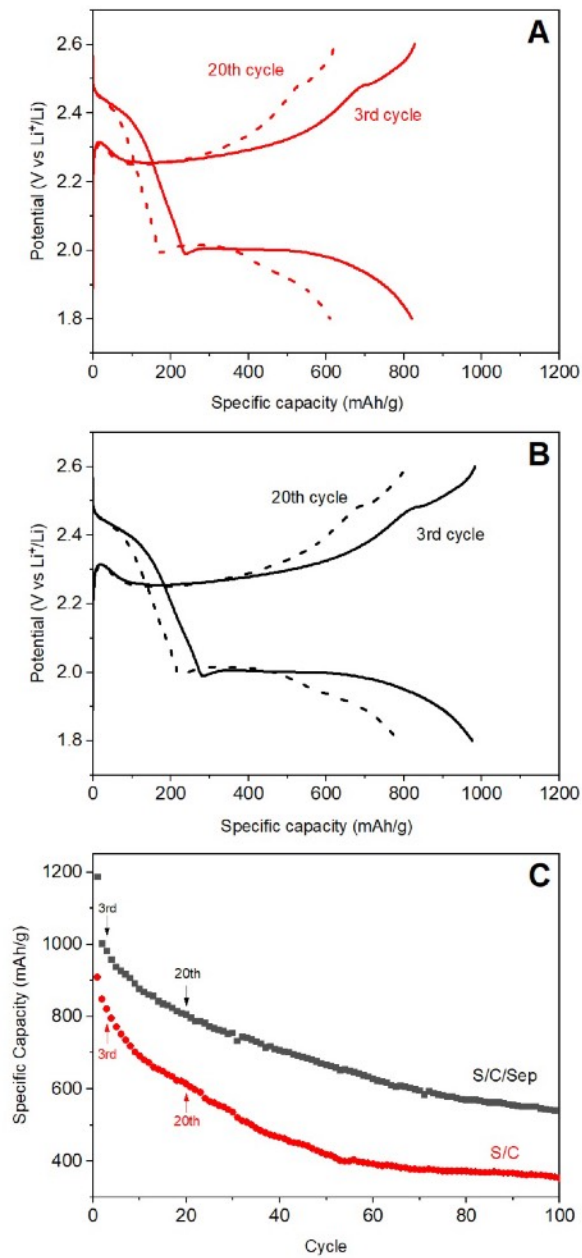 A
2.6
20th cycle
2.4
3rd cycle
2.2
2.0
1.8
Potential (V vs Li⁺/Li)
0 200 400 600 800 1000 1200
Specific capacity (mAh/g)
B
2.6
20th cycle
2.4
3rd cycle
2.2
2.0
1.8
Potential (V vs Li⁺/Li)
0 200 400 600 800 1000 1200
Specific capacity (mAh/g)
C
1200
3rd
1000
20th
800
3rd
600
20th
S/C/Sep
S/C
400
Specific Capacity (mAh/g)
0 20 40 60 80 100
Cycle